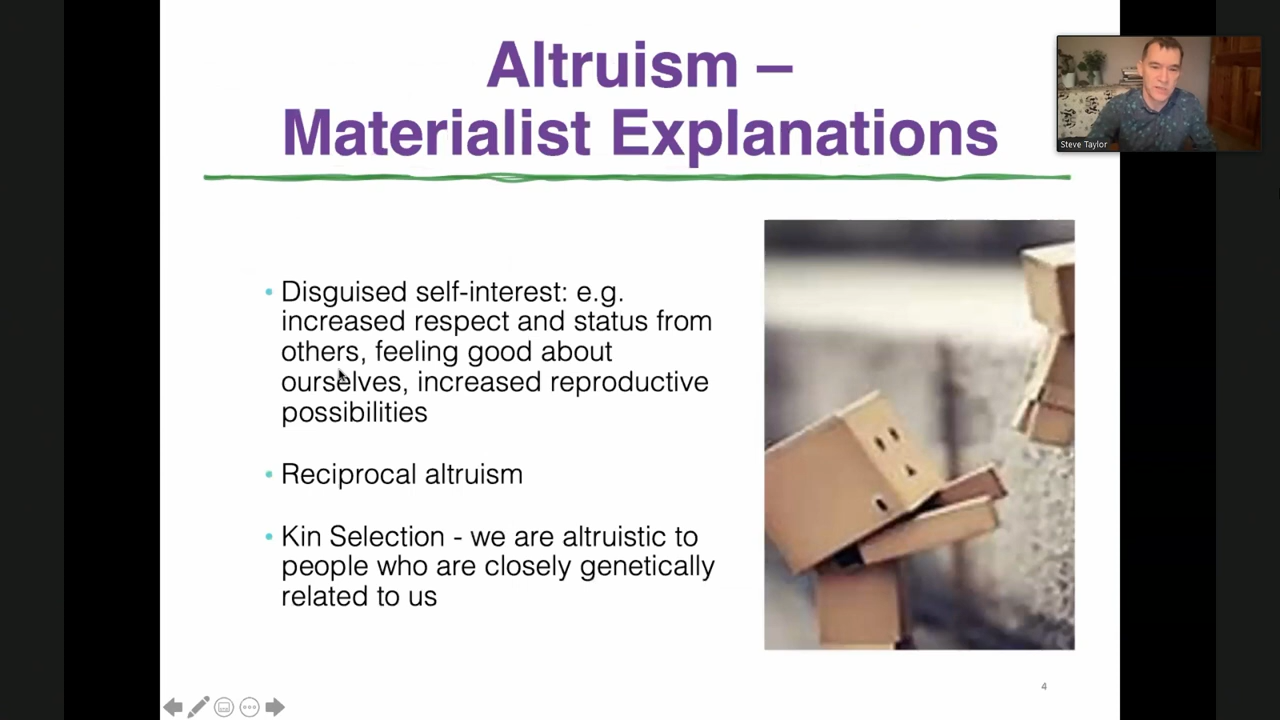 Altruism –
Materialist Explanations
Steve Taylor
• Disguised self-interest: e.g.
increased respect and status from
others, feeling good about
ourselves, increased reproductive
possibilities
• Reciprocal altruism
• Kin Selection - we are altruistic to
people who are closely genetically
related to us
4